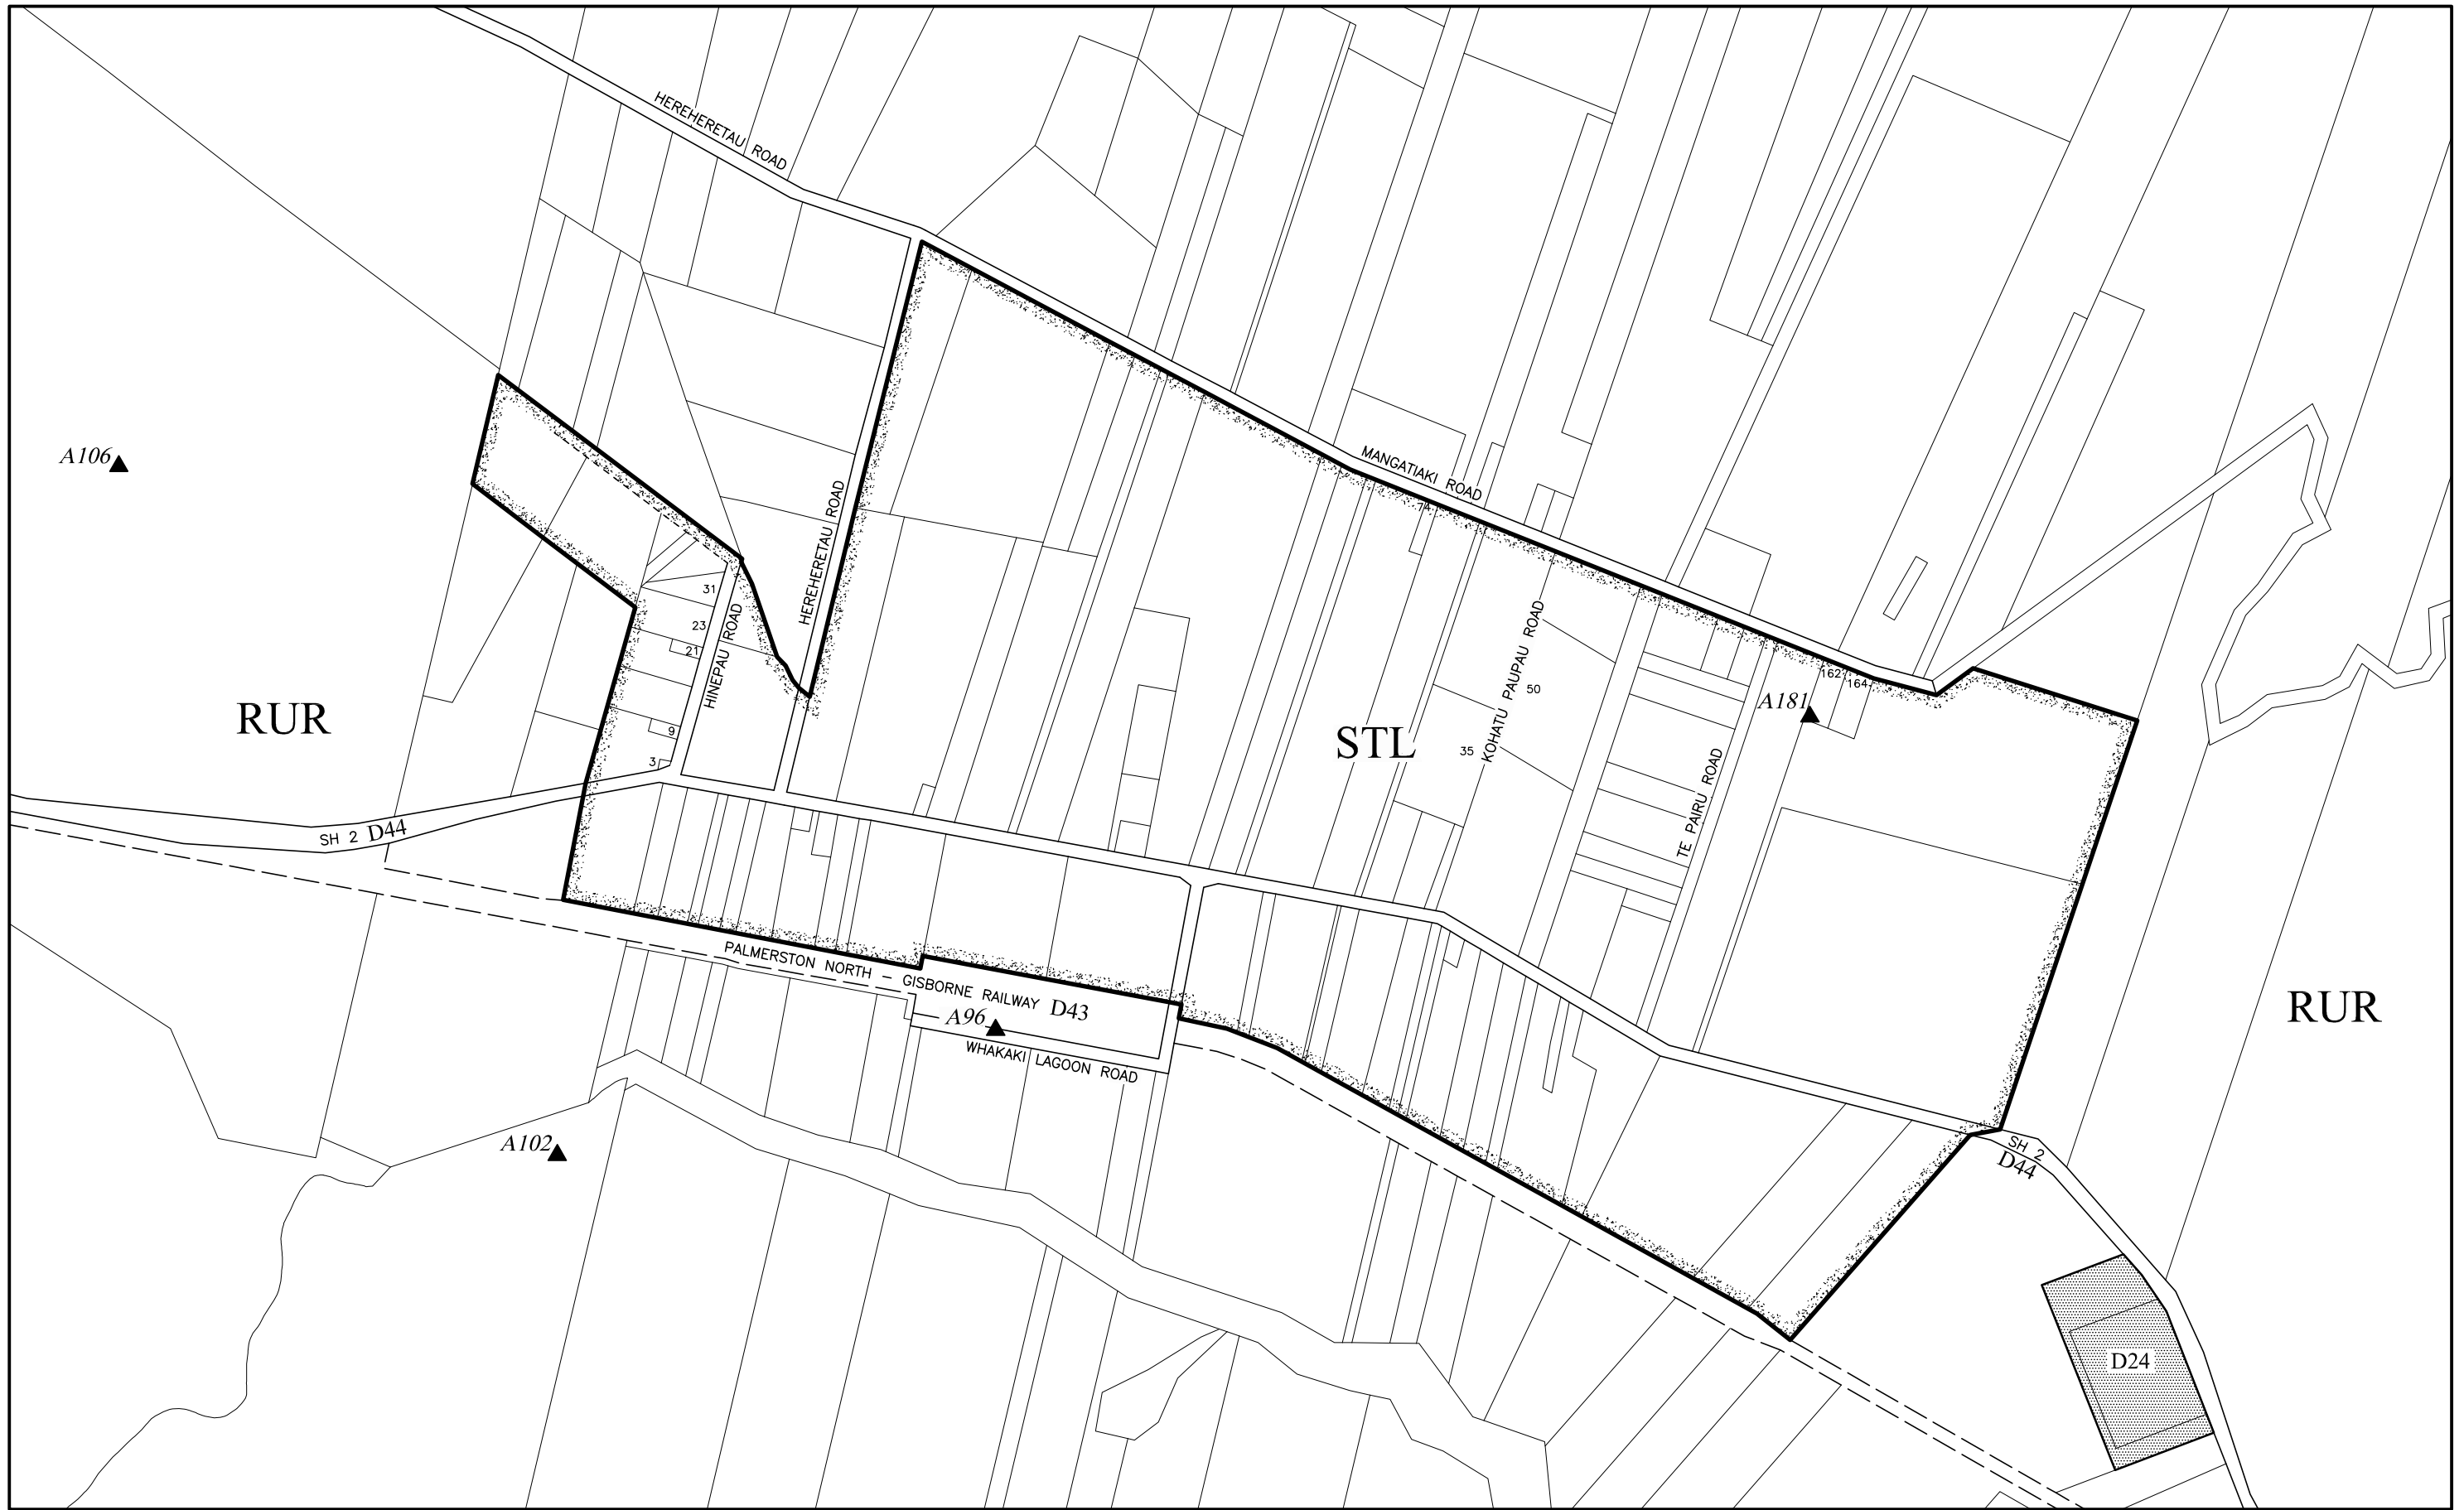 HEREHERETAU ROAD
A106
MANGATIAKI ROAD
74
HEREHERETAU ROAD
31
23
21
HINEPAU ROAD
9
3
RUR
STL
KOHATU PAUPAU ROAD
50
35
162
164
A181
TE PAIRU ROAD
SH 2 D44
PALMERSTON NORTH - GISBORNE RAILWAY D43
A96
WHAKAKI LAGOON ROAD
RUR
A102
SH 2
D44
D24